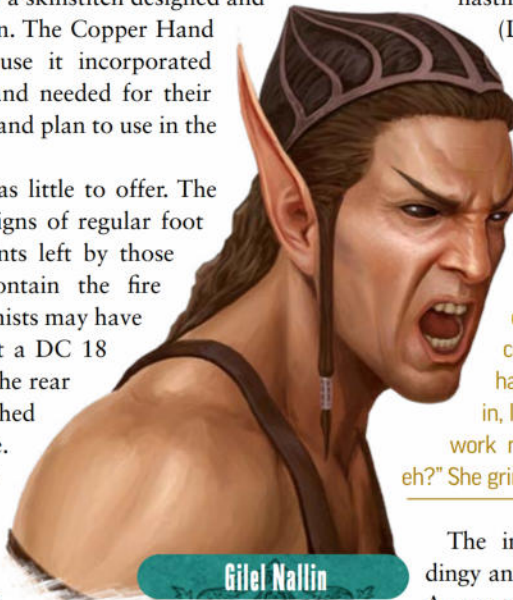 a skinstitch designed and
n. The Copper Hand
use it incorporated
and needed for their
and plan to use in the
as little to offer. The
igns of regular foot
nts left by those
ontain the fire
nists may have
t a DC 18
he rear
hed
e.
(D
in, I
work r
eh?” She grin
The in
dingy an
Gilel Nallin